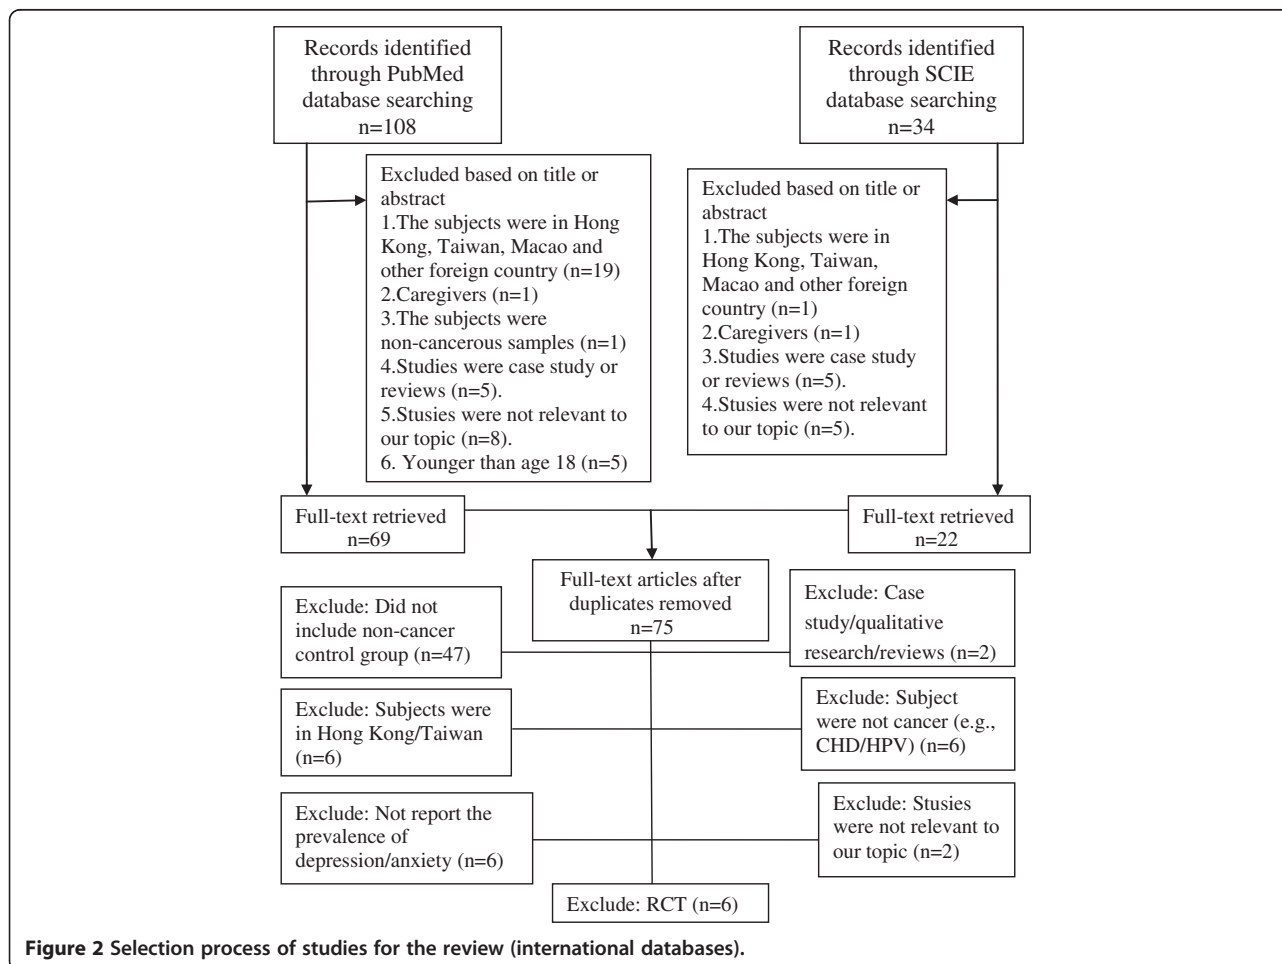 Records identified
through PubMed
database searching
n=108
Records identified
through SCIE
database searching
n=34
Excluded based on title or
abstract
1.The subjects were in Hong
Kong, Taiwan, Macao and
other foreign country (n=19)
2.Caregivers (n=1)
3.The subjects were
non-cancerous samples (n=1)
4.Studies were case study or
reviews (n=5).
5.Stusies were not relevant to
our topic (n=8).
6. Younger than age 18 (n=5)
Excluded based on title or
abstract
1.The subjects were in
Hong Kong, Taiwan,
Macao and other foreign
country (n=1)
2.Caregivers (n=1)
3.Studies were case study
or reviews (n=5).
4.Stusies were not relevant
to our topic (n=5).
Full-text retrieved
n=69
Full-text retrieved
n=22
Full-text articles after
duplicates removed
n=75
Exclude: Did not
include non-cancer
control group (n=47)
Exclude: Case
study/qualitative
research/reviews (n=2)
Exclude: Subjects were
in Hong Kong/Taiwan
(n=6)
Exclude: Subject
were not cancer (e.g.,
CHD/HPV) (n=6)
Exclude: Not report the
prevalence of
depression/anxiety (n=6)
Exclude: Stusies
were not relevant to
our topic (n=2)
Exclude: RCT (n=6)
Figure 2 Selection process of studies for the review (international databases).